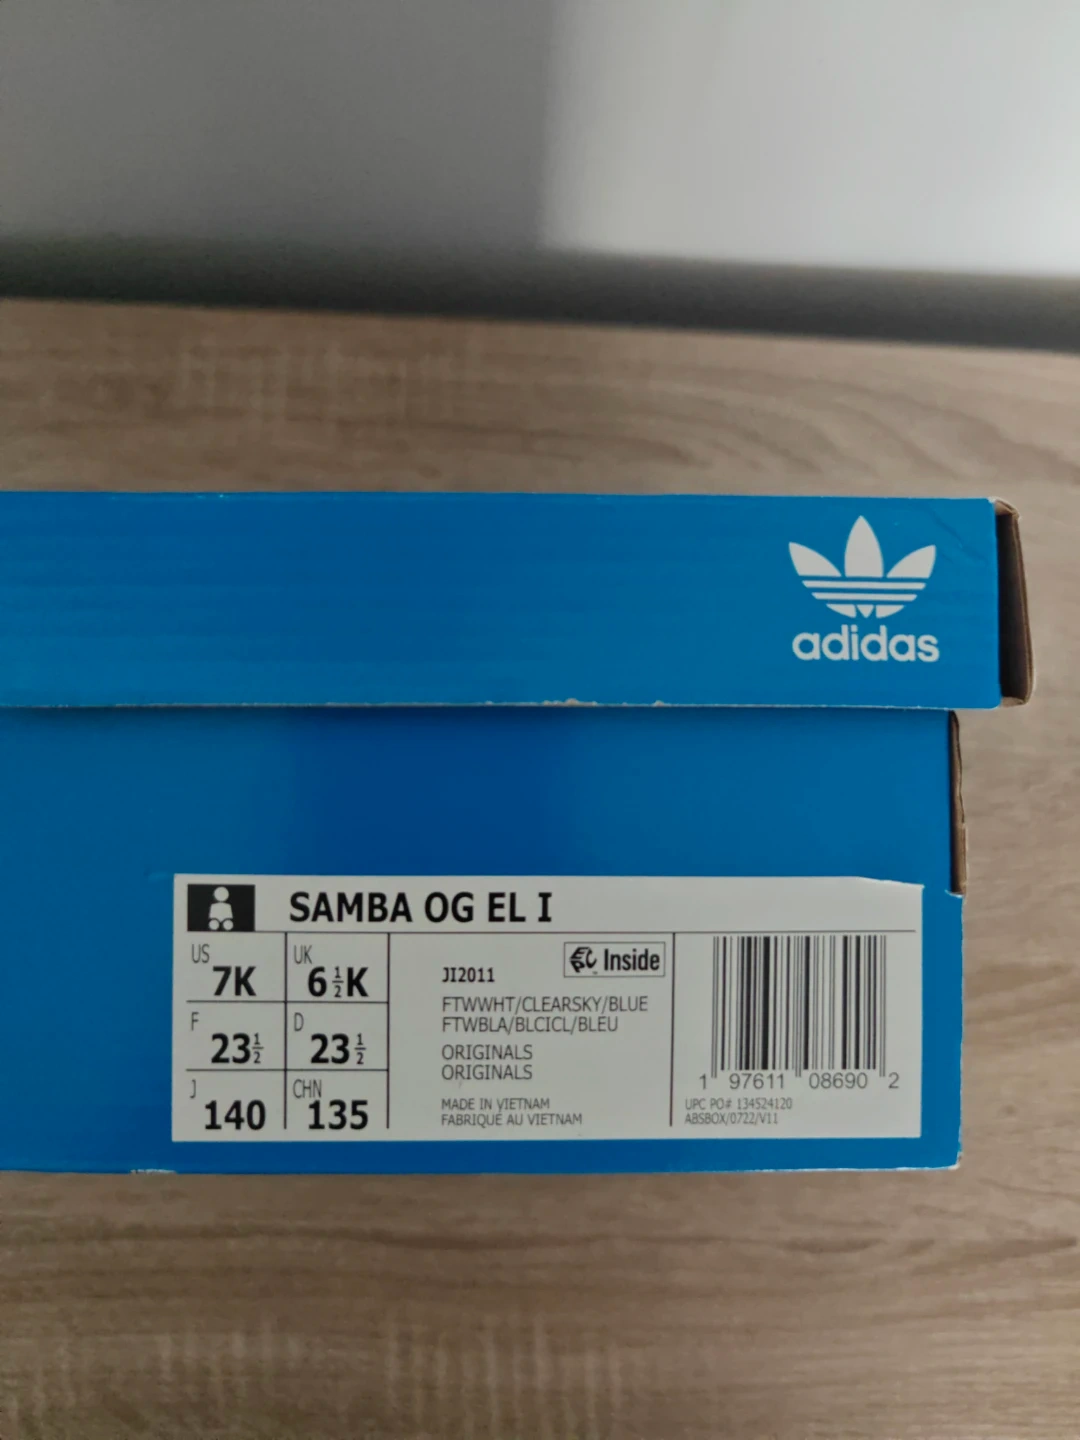 adidas
SAMBA OG EL I
US
7K
UK
6½K
F
23½
D
23½
J
140
CHN
135
JI2011
Inside
FTWWHT/CLEARSKY/BLUE
FTWBLA/BLCICL/BLEU
ORIGINALS
ORIGINALS
MADE IN VIETNAM
FABRIQUÉ AU VIETNAM
1 97611 08690 2
UPC PO# 134524120
ABSBOX/0722/V11